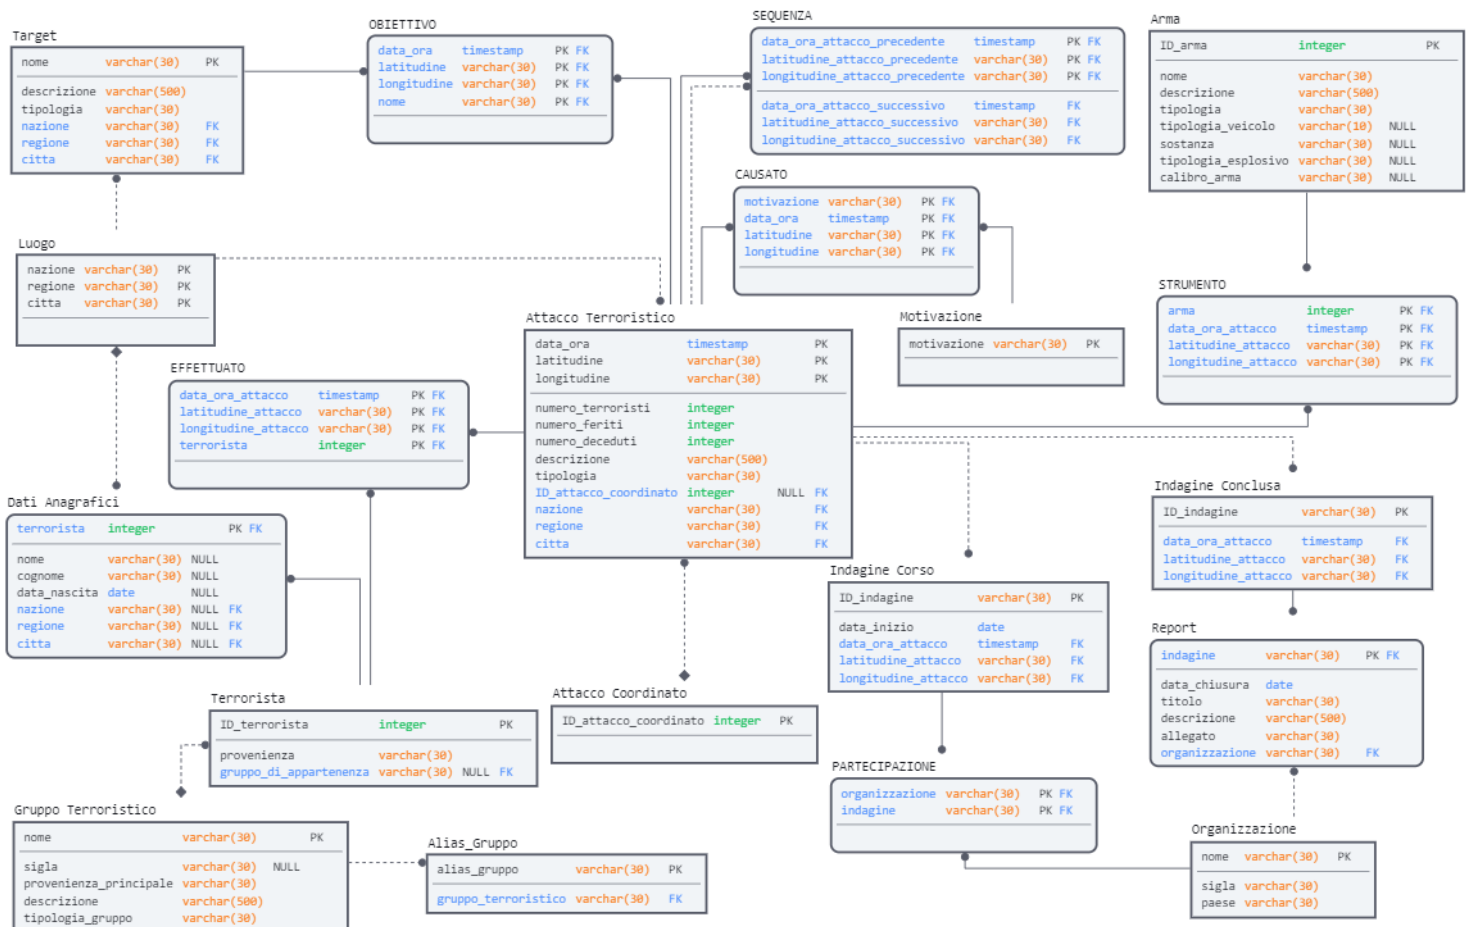 Target
nome varchar(30) PK
descrizione varchar(500)
tipologia varchar(30)
nazione varchar(30) FK
regione varchar(30) FK
citta varchar(30) FK
OBIETTIVO
data_ora timestamp PK FK
latitudine varchar(30) PK FK
longitudine varchar(30) PK FK
nome varchar(30) PK FK
SEQUENZA
data_ora_attacco_precedente timestamp PK FK
latitudine_attacco_precedente varchar(30) PK FK
longitudine_attacco_precedente varchar(30) PK FK
data_ora_attacco_successivo timestamp FK
latitudine_attacco_successivo varchar(30) FK
longitudine_attacco_successivo varchar(30) FK
Arma
ID_arma integer PK
nome varchar(30)
descrizione varchar(500)
tipologia varchar(30)
tipologia_veicolo varchar(10) NULL
sostanza varchar(30) NULL
tipologia_esplosivo varchar(30) NULL
calibro_arma varchar(30) NULL
CAUSATO
motivazione varchar(30) PK FK
data_ora timestamp PK FK
latitudine varchar(30) PK FK
longitudine varchar(30) PK FK
Luogo
nazione varchar(30) PK
regione varchar(30) PK
citta varchar(30) PK
STRUMENTO
arma integer PK FK
data_ora_attacco timestamp PK FK
latitudine_attacco varchar(30) PK FK
longitudine_attacco varchar(30) PK FK
Attacco Terroristico
data_ora timestamp PK
latitudine varchar(30) PK
longitudine varchar(30) PK
numero_terroristi integer
numero_feriti integer
numero_deceduti integer
descrizione varchar(500)
tipologia varchar(30)
ID_attacco_coordinato integer NULL FK
nazione varchar(30) FK
regione varchar(30) FK
citta varchar(30) FK
Motivazione
motivazione varchar(30) PK
EFFETTUATO
data_ora_attacco timestamp PK FK
latitudine_attacco varchar(30) PK FK
longitudine_attacco varchar(30) PK FK
terrorista integer PK FK
Dati Anagrafici
terrorista integer PK FK
nome varchar(30) NULL
cognome varchar(30) NULL
data_nascita date NULL
nazione varchar(30) NULL FK
regione varchar(30) NULL FK
citta varchar(30) NULL FK
Indagine Conclusa
ID_indagine varchar(30) PK
data_ora_attacco timestamp FK
latitudine_attacco varchar(30) FK
longitudine_attacco varchar(30) FK
Indagine Corso
ID_indagine varchar(30) PK
data_inizio date
data_ora_attacco timestamp FK
latitudine_attacco varchar(30) FK
longitudine_attacco varchar(30) FK
Report
indagine varchar(30) PK FK
data_chiusura date
titolo varchar(30)
descrizione varchar(500)
allegato varchar(30)
organizzazione varchar(30) FK
Terrorista
ID_terrorista integer PK
provenienza varchar(30)
gruppo_di_appartenenza varchar(30) NULL FK
Attacco Coordinato
ID_attacco_coordinato integer PK
PARTECIPAZIONE
organizzazione varchar(30) PK FK
indagine varchar(30) PK FK
Gruppo Terroristico
nome varchar(30) PK
sigla varchar(30) NULL
provenienza_principale varchar(30)
descrizione varchar(500)
tipologia_gruppo varchar(30)
Alias_Gruppo
alias_gruppo varchar(30) PK
gruppo_terroristico varchar(30) FK
Organizzazione
nome varchar(30) PK
sigla varchar(30)
paese varchar(30)